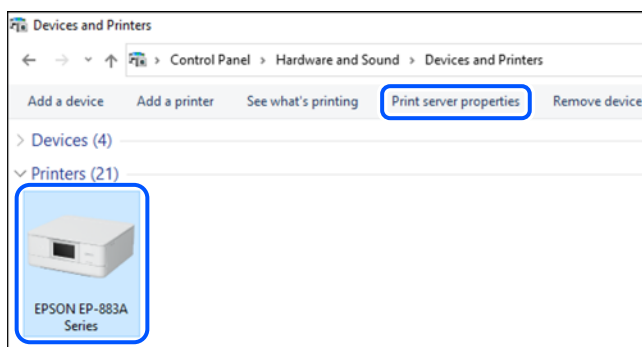 Devices and Printers
Control Panel > Hardware and Sound > Devices and Printers
Add a device Add a printer See what's printing Print server properties Remove device
Devices (4)
Printers (21)
EPSON EP-883A
Series